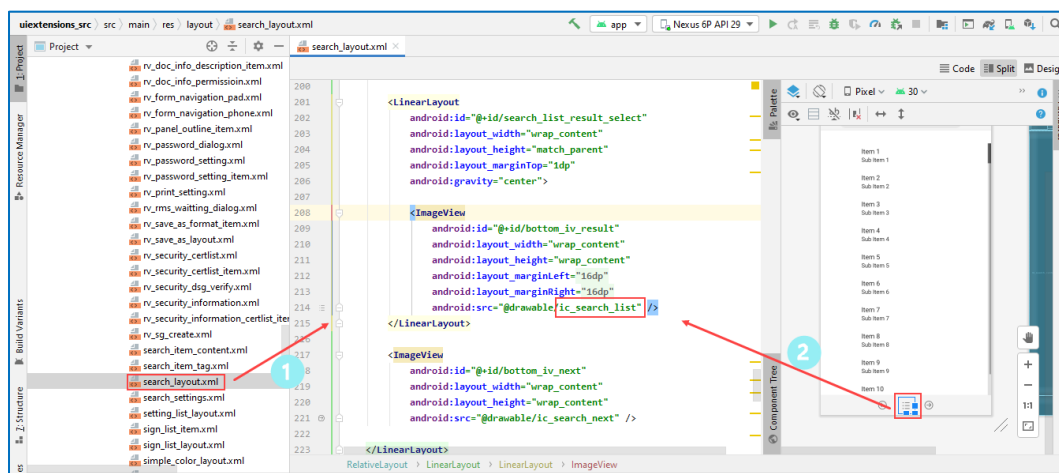 uiextensions_src > src > main > res > layout > search_layout.xml
app
Nexus 6P API 29
1: Project
Resource Manager
Build Variants
7: Structure
Project
rv_doc_info_description_item.xml
rv_doc_info_permissioin.xml
rv_form_navigation_pad.xml
rv_form_navigation_phone.xml
rv_panel_outline_item.xml
rv_password_dialog.xml
rv_password_setting.xml
rv_password_setting_item.xml
rv_print_setting.xml
rv_rms_waitting_dialog.xml
rv_save_as_format_item.xml
rv_save_as_layout.xml
rv_security_certlist.xml
rv_security_certlist_item.xml
rv_security_dsg_verify.xml
rv_security_information.xml
rv_security_information_certlist_iter
rv_sg_create.xml
search_item_content.xml
search_item_tag.xml
search_layout.xml
search_settings.xml
setting_list_layout.xml
sign_list_item.xml
sign_list_layout.xml
simple_color_layout.xml
search_layout.xml
Code Split Desig
200
201 <LinearLayout
202 android:id="@+id/search_list_result_select"
203 android:layout_width="wrap_content"
204 android:layout_height="match_parent"
205 android:layout_marginTop="1dp"
206 android:gravity="center">
207
208 <ImageView
209 android:id="@+id/bottom_iv_result"
210 android:layout_width="wrap_content"
211 android:layout_height="wrap_content"
212 android:layout_marginLeft="16dp"
213 android:layout_marginRight="16dp"
214 android:src="@drawable/ic_search_list" />
215 </LinearLayout>
216
217 <ImageView
218 android:id="@+id/bottom_iv_next"
219 android:layout_width="wrap_content"
220 android:layout_height="wrap_content"
221 android:src="@drawable/ic_search_next" />
222
223 </LinearLayout>
RelativeLayout > LinearLayout > LinearLayout > ImageView
1
2
Palette
Component Tree
Pixel
30
Item 1
Sub Item 1
Item 2
Sub Item 2
Item 3
Sub Item 3
Item 4
Sub Item 4
Item 5
Sub Item 5
Item 6
Sub Item 6
Item 7
Sub Item 7
Item 8
Sub Item 8
Item 9
Sub Item 9
Item 10
1:1